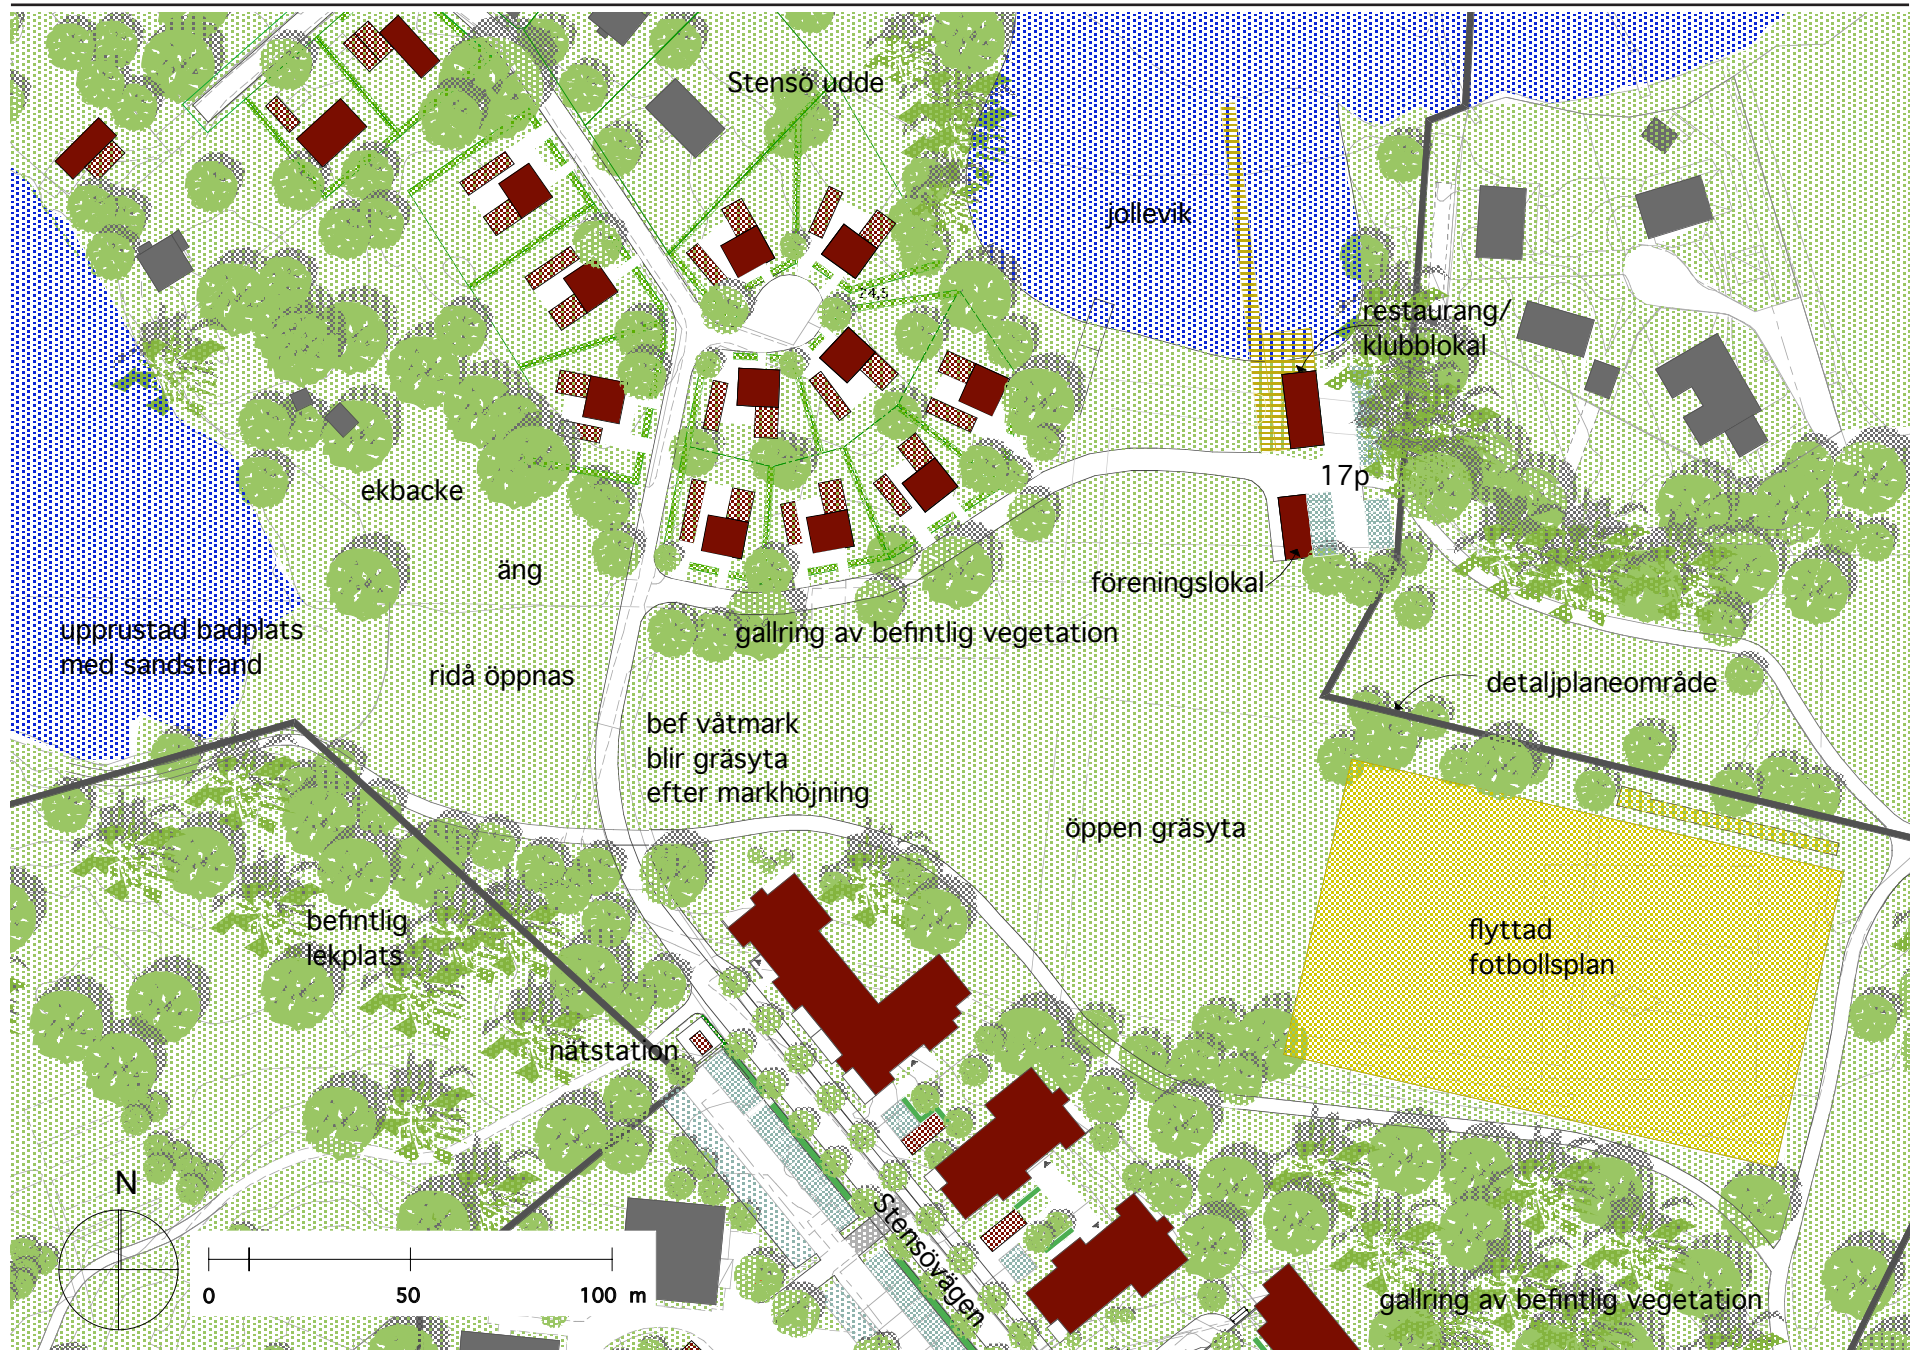 Stensö udde
jollevik
24,5
restaurang/
klubblokal
17p
ekbacke
äng
föreningslokal
upprustad badplats
med sandstrand
gallring av befintlig vegetation
ridå öppnas
detaljplaneområde
bef våtmark
blir gräsyta
efter markhöjning
öppen gräsyta
befintlig
lekplats
flyttad
fotbollsplan
nätstation
N
Stensövägen
0 50 100 m
gallring av befintlig vegetation